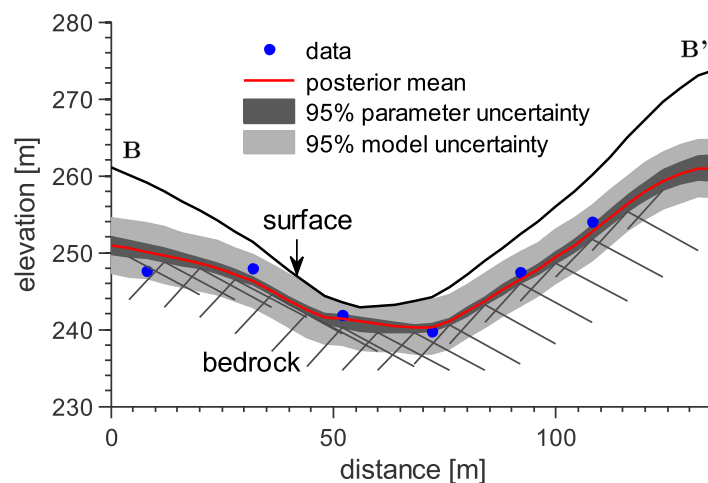 280
270
260
250
240
230
elevation [m]
data
posterior mean
95% parameter uncertainty
95% model uncertainty
B'
B
surface
bedrock
0
50
100
distance [m]